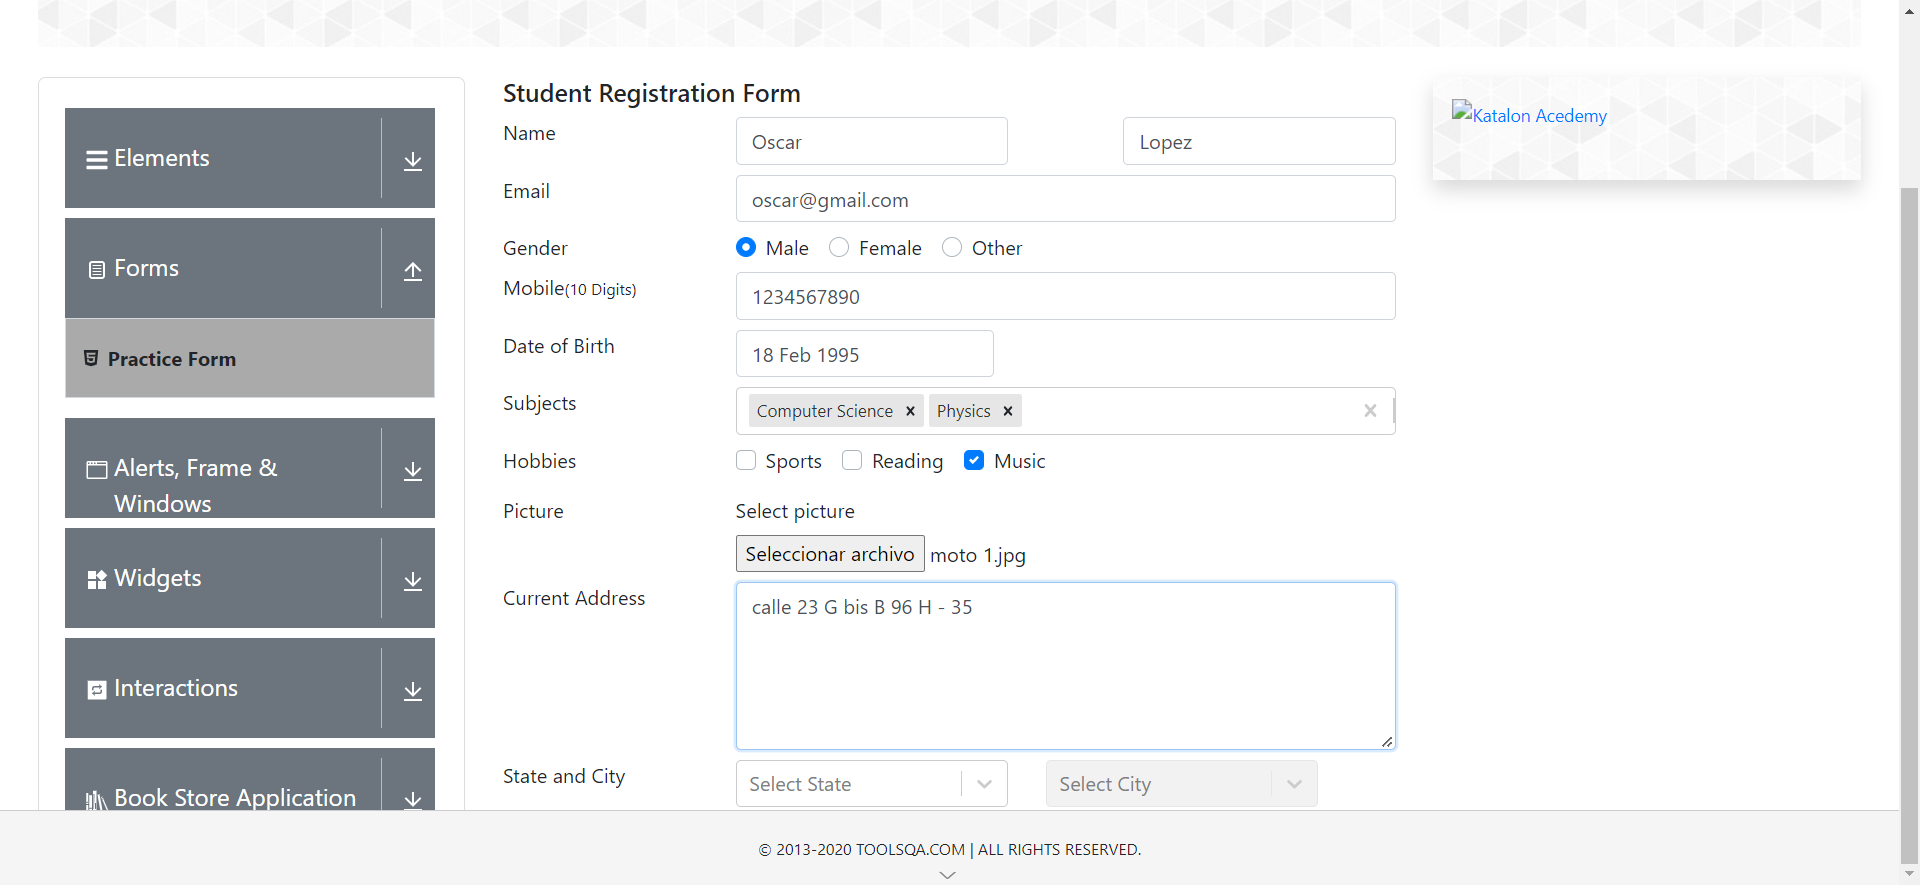 Elements
Forms
Practice Form
Alerts, Frame &
Windows
Widgets
Interactions
Book Store Application
Student Registration Form
Name
Oscar
Lopez
Email
oscar@gmail.com
Gender
Male Female Other
Mobile(10 Digits)
1234567890
Date of Birth
18 Feb 1995
Subjects
Computer Science Physics
Hobbies
Sports Reading Music
Picture
Select picture
Seleccionar archivo moto 1.jpg
Current Address
calle 23 G bis B 96 H - 35
State and City
Select State
Select City
Katalon Acedemy
© 2013-2020 TOOLSQA.COM | ALL RIGHTS RESERVED.